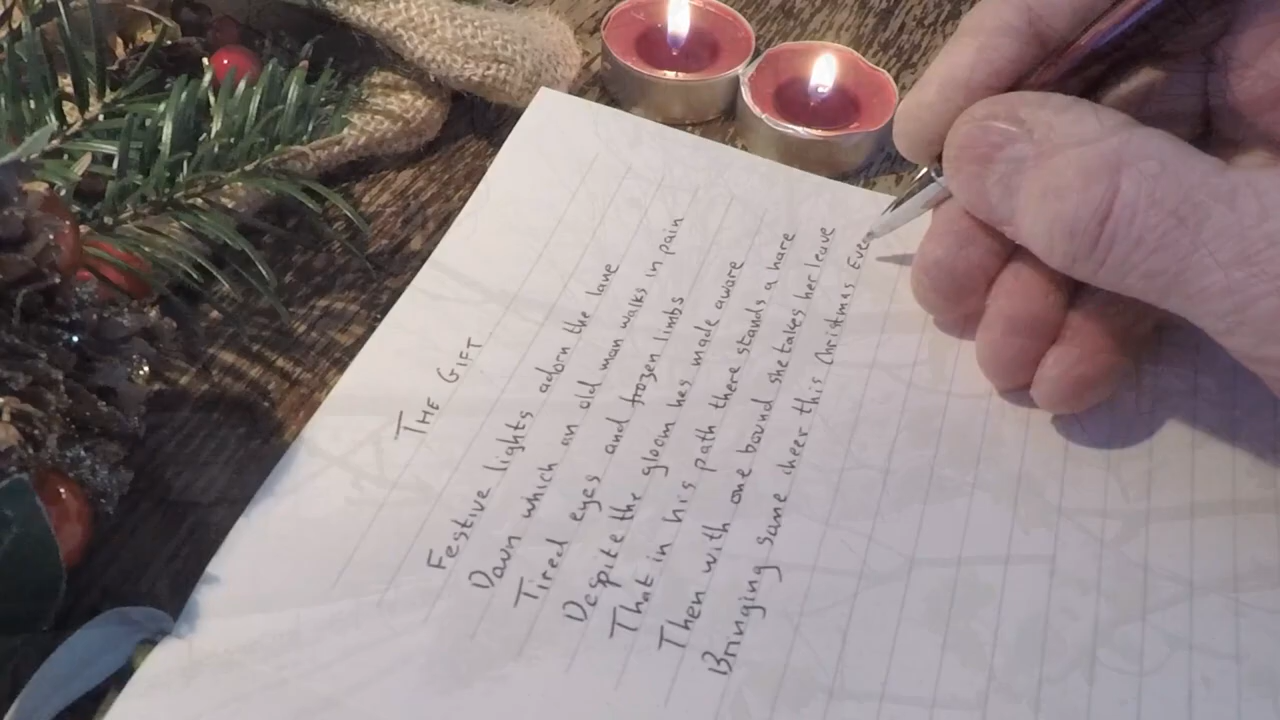 THE GIFT
Festive lights adorn the lane
Down which an old man walks in pain
Tired eyes and frozen limbs
Despite the gloom he's made aware
That in his path there stands a hare
Then with one bound she takes her leave
Bringing some cheer this Christmas Eve